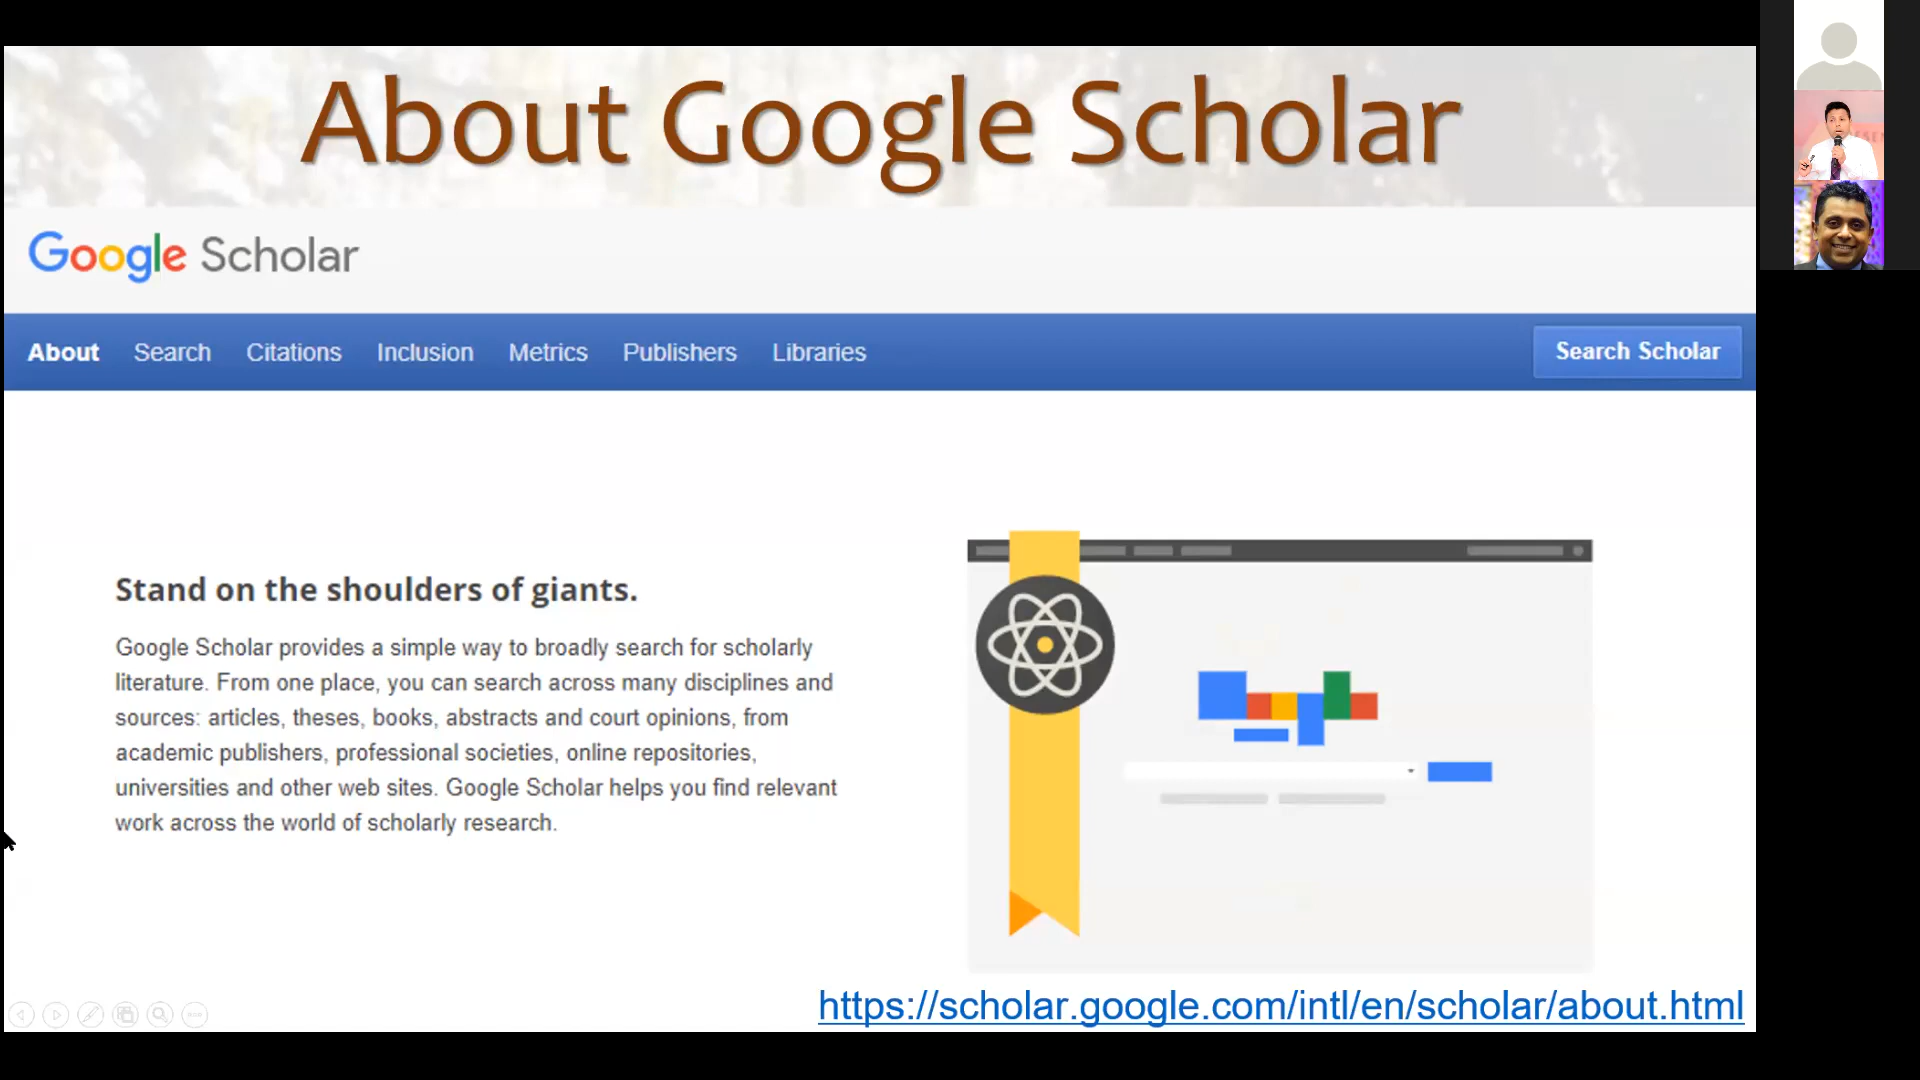 About Google Scholar
Google Scholar
About Search Citations Inclusion Metrics Publishers Libraries Search Scholar
Stand on the shoulders of giants.
Google Scholar provides a simple way to broadly search for scholarly
literature. From one place, you can search across many disciplines and
sources: articles, theses, books, abstracts and court opinions, from
academic publishers, professional societies, online repositories,
universities and other web sites. Google Scholar helps you find relevant
work across the world of scholarly research.
https://scholar.google.com/intl/en/scholar/about.html